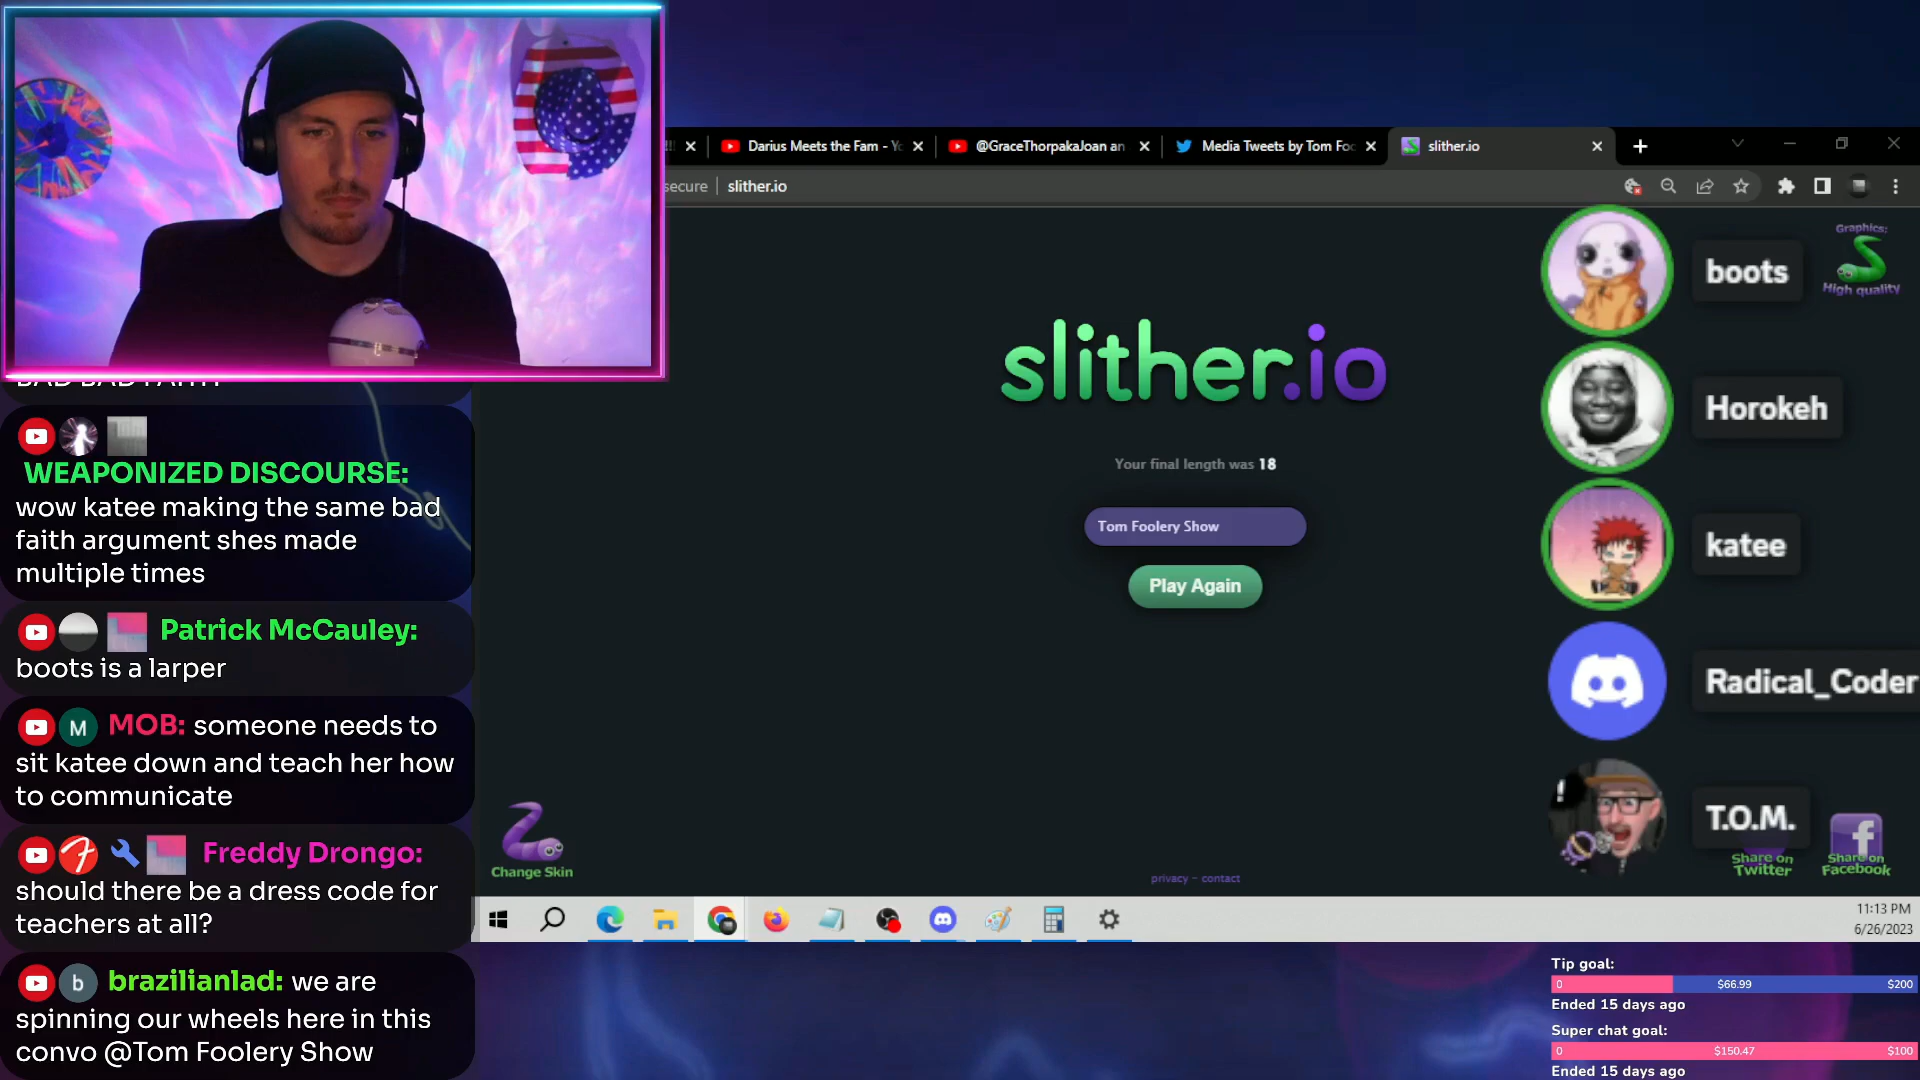 Darius Meets the Fam - Yo
@GraceThorpakaJoan an
Media Tweets by Tom Foo
slither.io
secure
slither.io
Graphics:
High quality
boots
Horokeh
katee
Radical_Coder
T.O.M.
slither.io
Your final length was 18
Tom Foolery Show
Play Again
Change Skin
privacy - contact
Share on
Twitter
Share on
Facebook
WEAPONIZED DISCOURSE:
wow katee making the same bad
faith argument shes made
multiple times
Patrick McCauley:
boots is a larper
M MOB: someone needs to
sit katee down and teach her how
to communicate
Freddy Drongo:
should there be a dress code for
teachers at all?
b brazilianlad: we are
spinning our wheels here in this
convo @Tom Foolery Show
11:13 PM
6/26/2023
Tip goal:
0 $66.99 $200
Ended 15 days ago
Super chat goal:
0 $150.47 $100
Ended 15 days ago